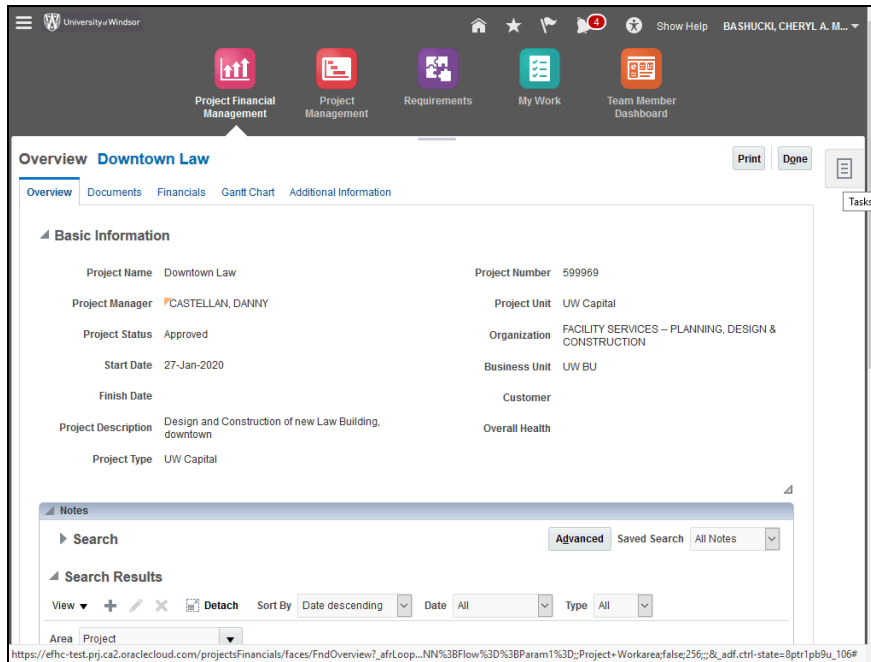 University of Windsor
4
Show Help
BASHUCKI, CHERYL A. M...
Project Financial Management
Project Management
Requirements
My Work
Team Member Dashboard
Overview Downtown Law
Print
Done
Tasks
Overview
Documents
Financials
Gantt Chart
Additional Information
Basic Information
Project Name Downtown Law
Project Manager CASTELLAN, DANNY
Project Status Approved
Start Date 27-Jan-2020
Finish Date
Project Description Design and Construction of new Law Building, downtown
Project Type UW Capital
Project Number 599969
Project Unit UW Capital
Organization FACILITY SERVICES -- PLANNING, DESIGN & CONSTRUCTION
Business Unit UW BU
Customer
Overall Health
Notes
Search
Advanced
Saved Search All Notes
Search Results
View
Detach
Sort By Date descending
Date All
Type All
Area Project
https://efhc-test.prj.ca2.oraclecloud.com/projectsFinancials/faces/FndOverview?_afrLoop...NN%3BFlow%3D%3BParam1%3D;;Project+Workarea;false;256;;;&_adf.ctrl-state=8ptr1pb9u_106#